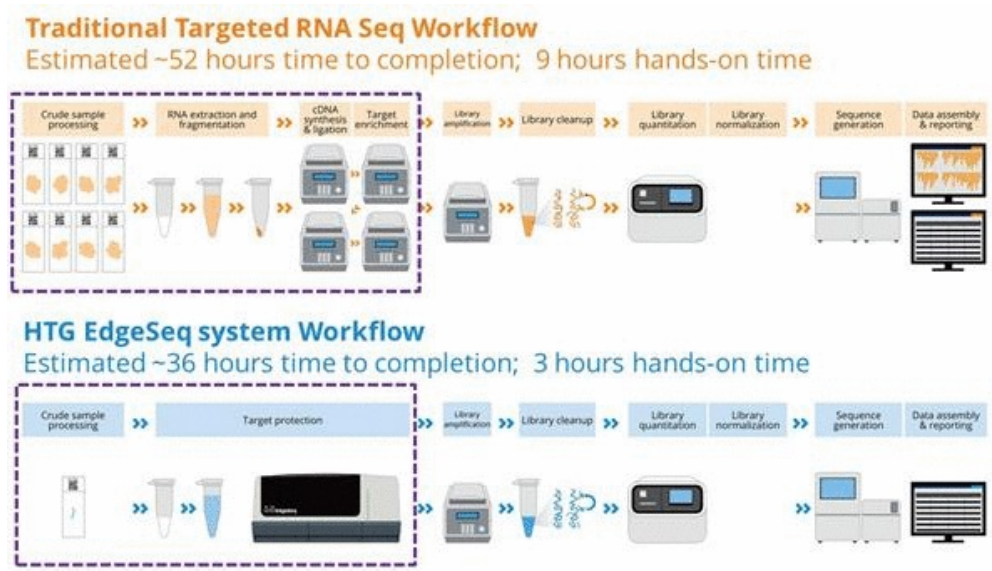 Traditional Targeted RNA Seq Workflow
Estimated ~52 hours time to completion; 9 hours hands-on time
Crude sample
processing
RNA extraction and
fragmentation
cDNA
synthesis
& ligation
Target
enrichment
Library
amplification
Library cleanup
Library
quantitation
Library
normalization
Sequence
generation
Data assembly
& reporting
HTG EdgeSeq system Workflow
Estimated ~36 hours time to completion; 3 hours hands-on time
Crude sample
processing
Target protection
Library
amplification
Library cleanup
Library
quantitation
Library
normalization
Sequence
generation
Data assembly
& reporting